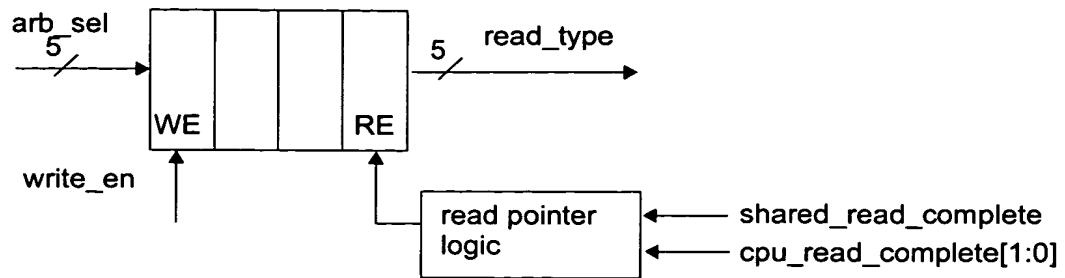 arb_sel
5
5
read_type
WE
RE
write_en
read pointer
logic
shared_read_complete
cpu_read_complete[1:0]